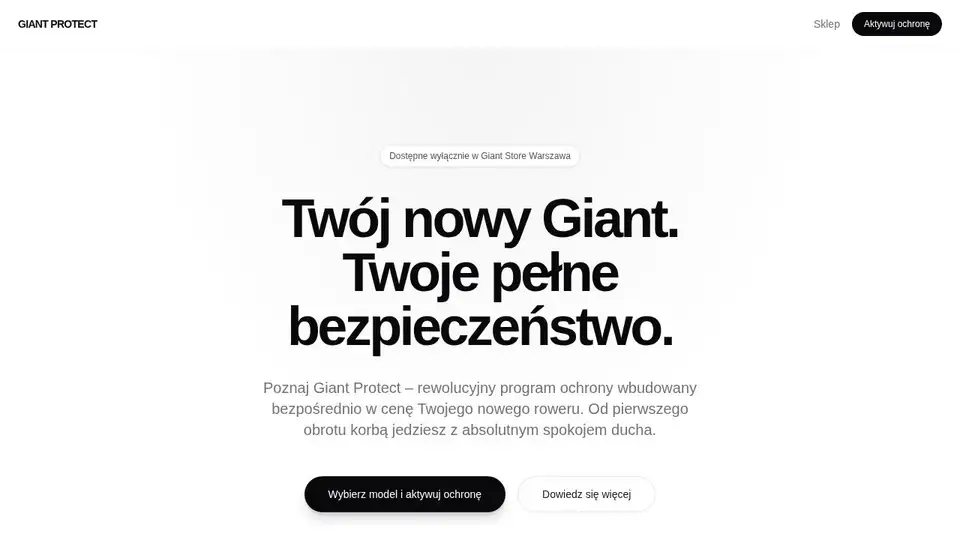 GIANT PROTECT
Sklep
Aktywuj ochronę
Dostępne wyłącznie w Giant Store Warszawa
Twój nowy Giant.
Twoje pełne
bezpieczeństwo.
Poznaj Giant Protect – rewolucyjny program ochrony wbudowany
bezpośrednio w cenę Twojego nowego roweru. Od pierwszego
obrotu korbą jedziesz z absolutnym spokojem ducha.
Wybierz model i aktywuj ochronę
Dowiedz się więcej